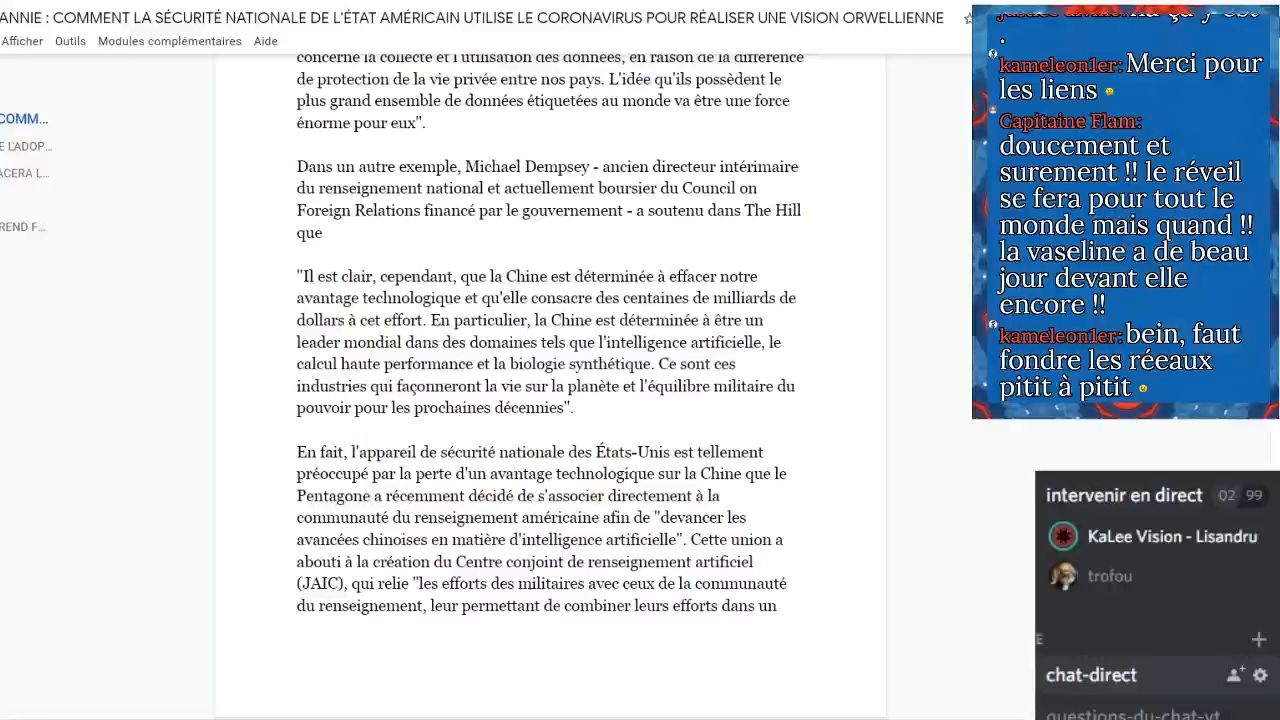 ANNIE : COMMENT LA SÉCURITÉ NATIONALE DE L'ÉTAT AMÉRICAIN UTILISE LE CORONAVIRUS POUR RÉALISER UNE VISION ORWELLIENNE
Afficher Outils Modules complémentaires Aide
COMM...
E L'ADOP...
ACERA L...
REND F...
concerne la collecte et l'utilisation des données, en raison de la différence
de protection de la vie privée entre nos pays. L'idée qu'ils possèdent le
plus grand ensemble de données étiquetées au monde va être une force
énorme pour eux".
Dans un autre exemple, Michael Dempsey - ancien directeur intérimaire
du renseignement national et actuellement boursier du Council on
Foreign Relations financé par le gouvernement - a soutenu dans The Hill
que
"Il est clair, cependant, que la Chine est déterminée à effacer notre
avantage technologique et qu'elle consacre des centaines de milliards de
dollars à cet effort. En particulier, la Chine est déterminée à être un
leader mondial dans des domaines tels que l'intelligence artificielle, le
calcul haute performance et la biologie synthétique. Ce sont ces
industries qui façonneront la vie sur la planète et l'équilibre militaire du
pouvoir pour les prochaines décennies".
En fait, l'appareil de sécurité nationale des États-Unis est tellement
préoccupé par la perte d'un avantage technologique sur la Chine que le
Pentagone a récemment décidé de s'associer directement à la
communauté du renseignement américaine afin de "devancer les
avancées chinoises en matière d'intelligence artificielle". Cette union a
abouti à la création du Centre conjoint de renseignement artificiel
(JAIC), qui relie "les efforts des militaires avec ceux de la communauté
du renseignement, leur permettant de combiner leurs efforts dans un
.
kameleon1er: Merci pour
les liens
Capitaine Flam:
doucement et
surement !! le réveil
se fera pour tout le
monde mais quand !!
la vaseline a de beau
jour devant elle
encore !!
kameleon1er: bein, faut
fondre les réeaux
pitit à pitit
intervenir en direct 02 99
KaLee Vision - Lisandru
trofou
E
chat-direct
questions-du-chat-yt